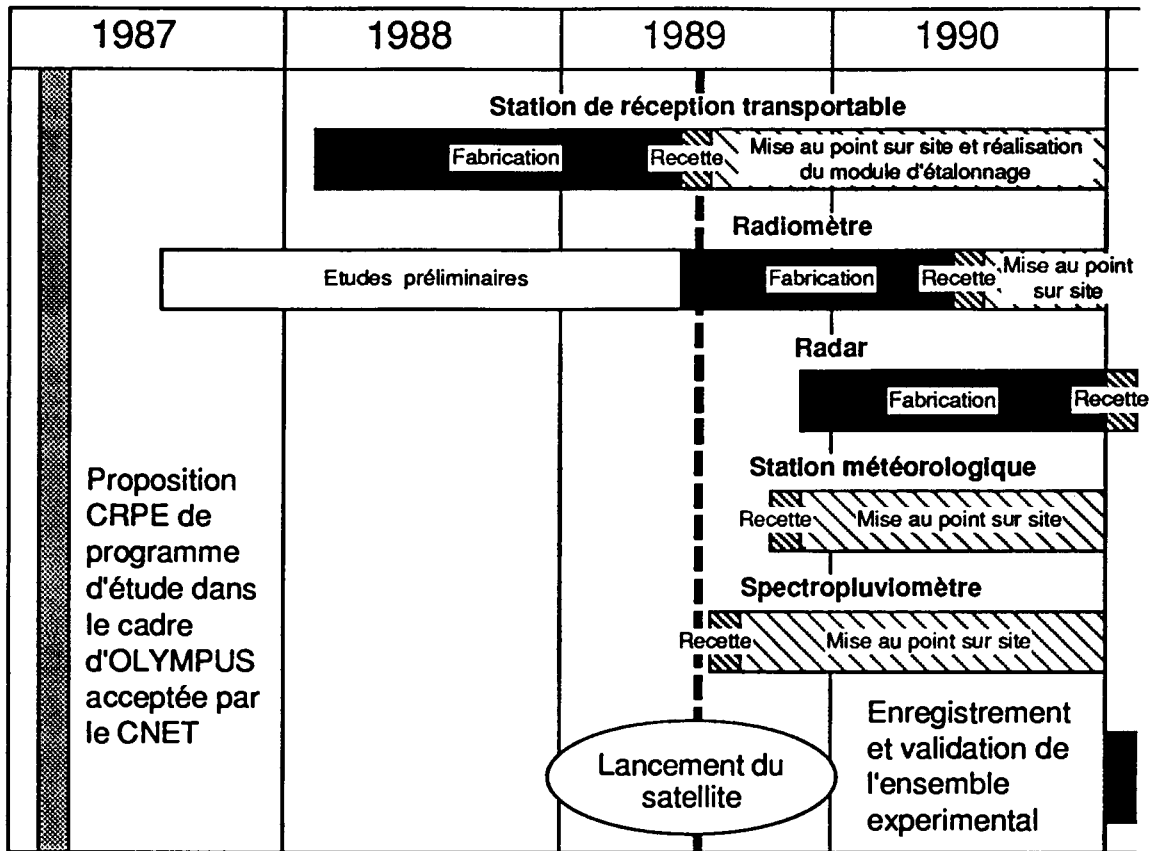 1987 1988 1989 1990
Station de réception transportable
Fabrication Recette Mise au point sur site et réalisation
du module d'étalonnage
Radiomètre
Etudes préliminaires Fabrication Recette Mise au point
sur site
Radar
Fabrication Recette
Station météorologique
Recette Mise au point sur site
Spectropluviomètre
Recette Mise au point sur site
Proposition
CRPE de
programme
d'étude dans
le cadre
d'OLYMPUS
acceptée par
le CNET
Lancement du
satellite
Enregistrement
et validation de
l'ensemble
experimental